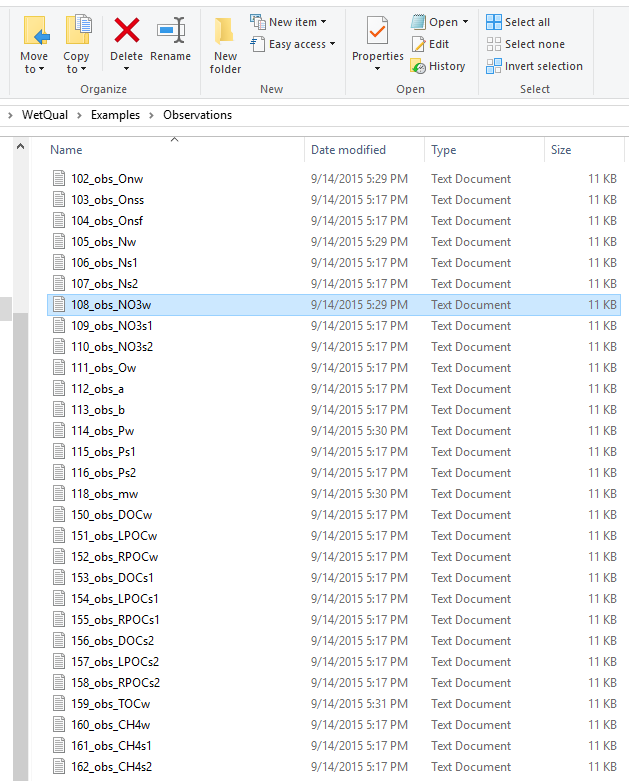 Move to
Copy to
Delete
Rename
New folder
New item
Easy access
Properties
Open
Edit
History
Select all
Select none
Invert selection
Organize
New
Open
Select
WetQual > Examples > Observations
Name Date modified Type Size
102_obs_Onw 9/14/2015 5:29 PM Text Document 11 KB
103_obs_Onss 9/14/2015 5:17 PM Text Document 11 KB
104_obs_Onsf 9/14/2015 5:17 PM Text Document 11 KB
105_obs_Nw 9/14/2015 5:29 PM Text Document 11 KB
106_obs_Ns1 9/14/2015 5:17 PM Text Document 11 KB
107_obs_Ns2 9/14/2015 5:17 PM Text Document 11 KB
108_obs_NO3w 9/14/2015 5:29 PM Text Document 11 KB
109_obs_NO3s1 9/14/2015 5:17 PM Text Document 11 KB
110_obs_NO3s2 9/14/2015 5:17 PM Text Document 11 KB
111_obs_Ow 9/14/2015 5:17 PM Text Document 11 KB
112_obs_a 9/14/2015 5:17 PM Text Document 11 KB
113_obs_b 9/14/2015 5:17 PM Text Document 11 KB
114_obs_Pw 9/14/2015 5:30 PM Text Document 11 KB
115_obs_Ps1 9/14/2015 5:17 PM Text Document 11 KB
116_obs_Ps2 9/14/2015 5:17 PM Text Document 11 KB
118_obs_mw 9/14/2015 5:30 PM Text Document 11 KB
150_obs_DOCw 9/14/2015 5:17 PM Text Document 11 KB
151_obs_LPOCw 9/14/2015 5:17 PM Text Document 11 KB
152_obs_RPOCw 9/14/2015 5:17 PM Text Document 11 KB
153_obs_DOCs1 9/14/2015 5:17 PM Text Document 11 KB
154_obs_LPOCs1 9/14/2015 5:17 PM Text Document 11 KB
155_obs_RPOCs1 9/14/2015 5:17 PM Text Document 11 KB
156_obs_DOCs2 9/14/2015 5:17 PM Text Document 11 KB
157_obs_LPOCs2 9/14/2015 5:17 PM Text Document 11 KB
158_obs_RPOCs2 9/14/2015 5:17 PM Text Document 11 KB
159_obs_TOCw 9/14/2015 5:31 PM Text Document 11 KB
160_obs_CH4w 9/14/2015 5:17 PM Text Document 11 KB
161_obs_CH4s1 9/14/2015 5:17 PM Text Document 11 KB
162_obs_CH4s2 9/14/2015 5:17 PM Text Document 11 KB